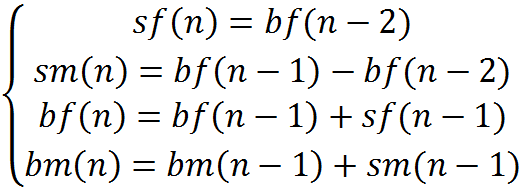 sf(n) = bf(n − 2)
sm(n) = bf(n − 1) − bf(n − 2)
bf(n) = bf(n − 1) + sf(n − 1)
bm(n) = bm(n − 1) + sm(n − 1)